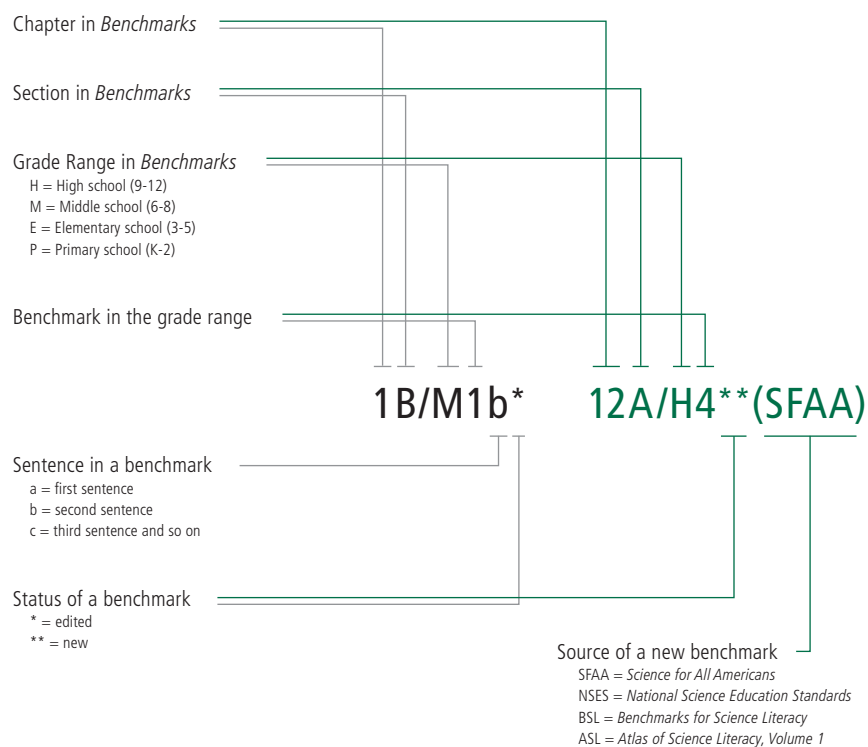 Chapter in Benchmarks
Section in Benchmarks
Grade Range in Benchmarks
H = High school (9-12)
M = Middle school (6-8)
E = Elementary school (3-5)
P = Primary school (K-2)
Benchmark in the grade range
1B/M1b* 12A/H4**(SFAA)
Sentence in a benchmark
a = first sentence
b = second sentence
c = third sentence and so on
Status of a benchmark
* = edited
** = new
Source of a new benchmark
SFAA = Science for All Americans
NSES = National Science Education Standards
BSL = Benchmarks for Science Literacy
ASL = Atlas of Science Literacy, Volume 1